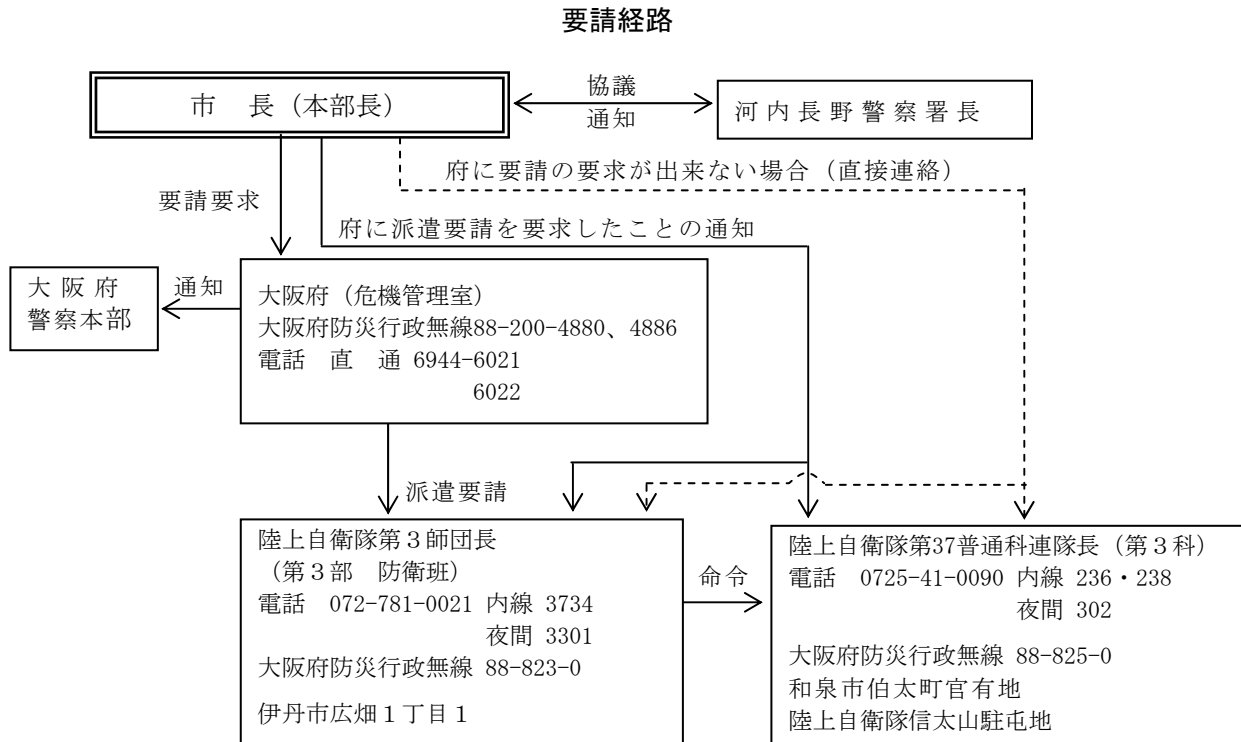 要請経路
市　長（本部長）
協議
通知
河内長野警察署長
府に要請の要求が出来ない場合（直接連絡）
要請要求
府に派遣要請を要求したことの通知
大阪府
警察本部
通知
大阪府（危機管理室）
大阪府防災行政無線88-200-4880、4886
電話　直　通 6944-6021
6022
派遣要請
陸上自衛隊第３師団長
（第３部　防衛班）
電話　072-781-0021 内線 3734
夜間 3301
大阪府防災行政無線 88-823-0
伊丹市広畑１丁目１
命令
陸上自衛隊第37普通科連隊長（第３科）
電話　0725-41-0090 内線 236・238
夜間 302
大阪府防災行政無線 88-825-0
和泉市伯太町官有地
陸上自衛隊信太山駐屯地